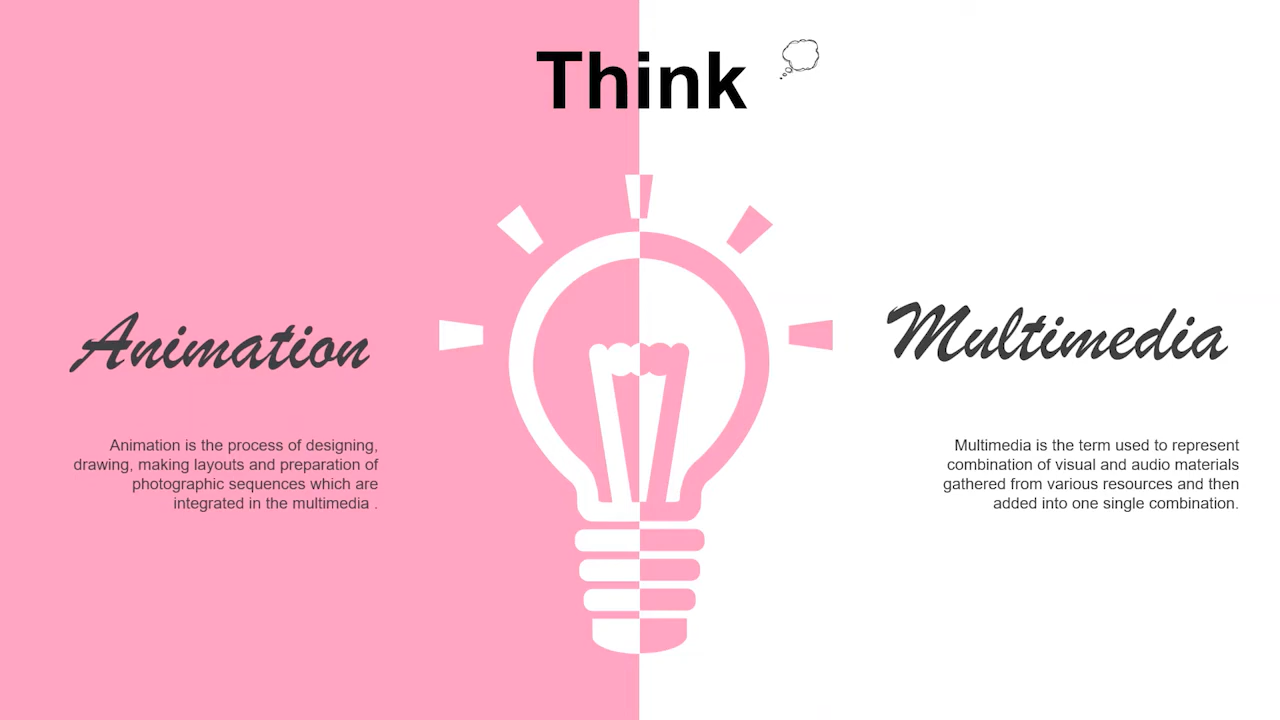 Think
Animation
Animation is the process of designing,
drawing, making layouts and preparation of
photographic sequences which are
integrated in the multimedia .
Multimedia
Multimedia is the term used to represent
combination of visual and audio materials
gathered from various resources and then
added into one single combination.